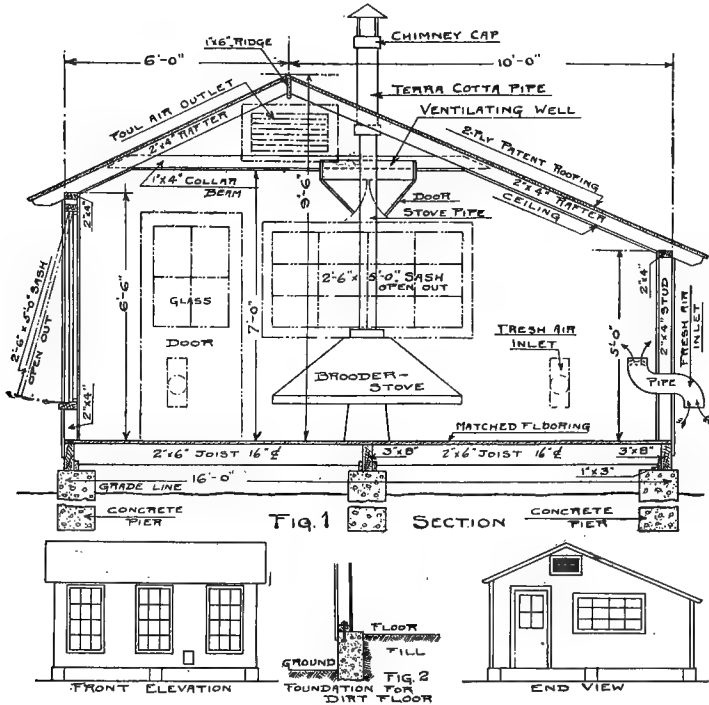 1"x6" RIDGE
CHIMNEY CAP
6'-0"
10'-0"
TERRA COTTA PIPE
FOUL AIR OUTLET
2"x4" RAFTER
VENTILATING WELL
2-PLY PATENT ROOFING
2"x4" RAFTER
CEILING
1"x4" COLLAR
BEAM
9'-6"
DOOR
STOVE PIPE
2"x4"
2'-6" x 5'-0" SASH
OPEN OUT
6'-6"
GLASS
DOOR
7'-0"
2'-6" x 5'-0" SASH
OPEN OUT
2"x4"
2"x4" STUD
FRESH AIR
INLET
5'-0"
FRESH AIR
INLET
PIPE
BROODER-
STOVE
2"x4"
MATCHED FLOORING
2"x6" JOIST 16" ℄
3"x8"
2"x6" JOIST 16" ℄
3"x8"
16'-0"
1"x3"
GRADE LINE
CONCRETE
PIER
FIG. 1 SECTION
CONCRETE
PIER
FLOOR
FILL
GROUND
FIG. 2
FOUNDATION FOR
DIRT FLOOR
FRONT ELEVATION
END VIEW